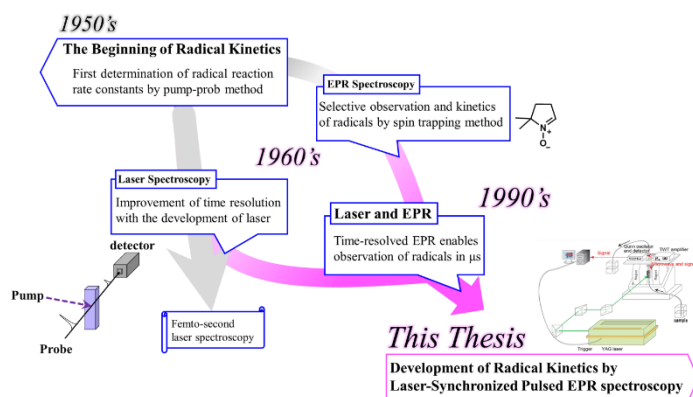 1950's
The Beginning of Radical Kinetics
First determination of radical reaction
rate constants by pump-prob method
EPR Spectroscopy
Selective observation and kinetics
of radicals by spin trapping method
N
+
O
−
1960's
1990's
Laser Spectroscopy
Improvement of time resolution
with the development of laser
Laser and EPR
Time-resolved EPR enables
observation of radicals in μs
detector
Pump
Probe
Femto-second
laser spectroscopy
Signal
TWT amplifier
sample
Trigger
YAG laser
This Thesis
Development of Radical Kinetics by
Laser-Synchronized Pulsed EPR spectroscopy